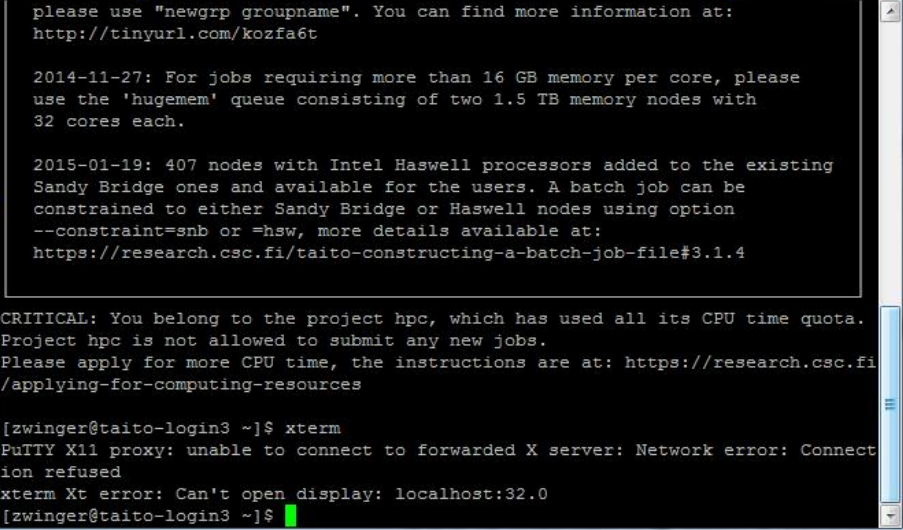 please use "newgrp groupname". You can find more information at:
http://tinyurl.com/kozfa6t
2014-11-27: For jobs requiring more than 16 GB memory per core, please
use the 'hugemem' queue consisting of two 1.5 TB memory nodes with
32 cores each.
2015-01-19: 407 nodes with Intel Haswell processors added to the existing
Sandy Bridge ones and available for the users. A batch job can be
constrained to either Sandy Bridge or Haswell nodes using option
--constraint=snb or =hsw, more details available at:
https://research.csc.fi/taito-constructing-a-batch-job-file#3.1.4
CRITICAL: You belong to the project hpc, which has used all its CPU time quota.
Project hpc is not allowed to submit any new jobs.
Please apply for more CPU time, the instructions are at: https://research.csc.fi
/applying-for-computing-resources
[zwinger@taito-login3 ~]$ xterm
PuTTY X11 proxy: unable to connect to forwarded X server: Network error: Connect
ion refused
xterm Xt error: Can't open display: localhost:32.0
[zwinger@taito-login3 ~]$